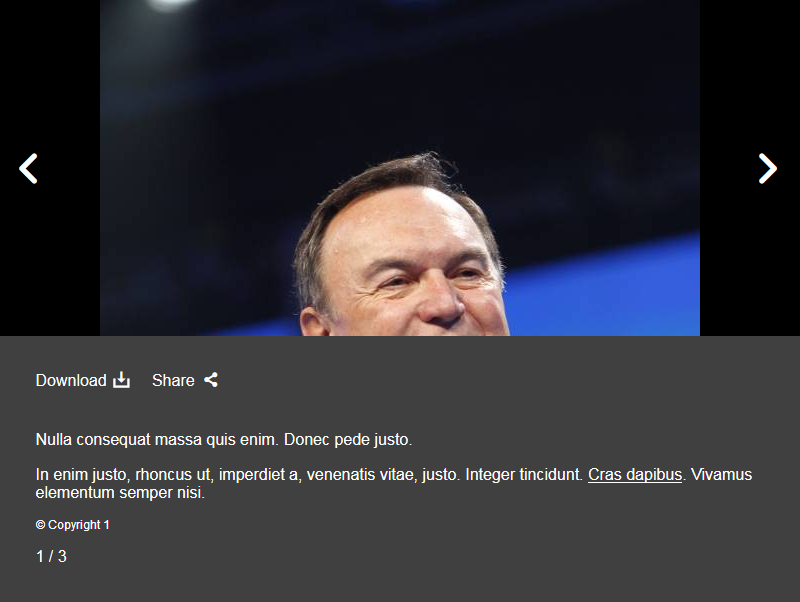 Download
Share
Nulla consequat massa quis enim. Donec pede justo.
In enim justo, rhoncus ut, imperdiet a, venenatis vitae, justo. Integer tincidunt. Cras dapibus. Vivamus
elementum semper nisi.
© Copyright 1
1 / 3